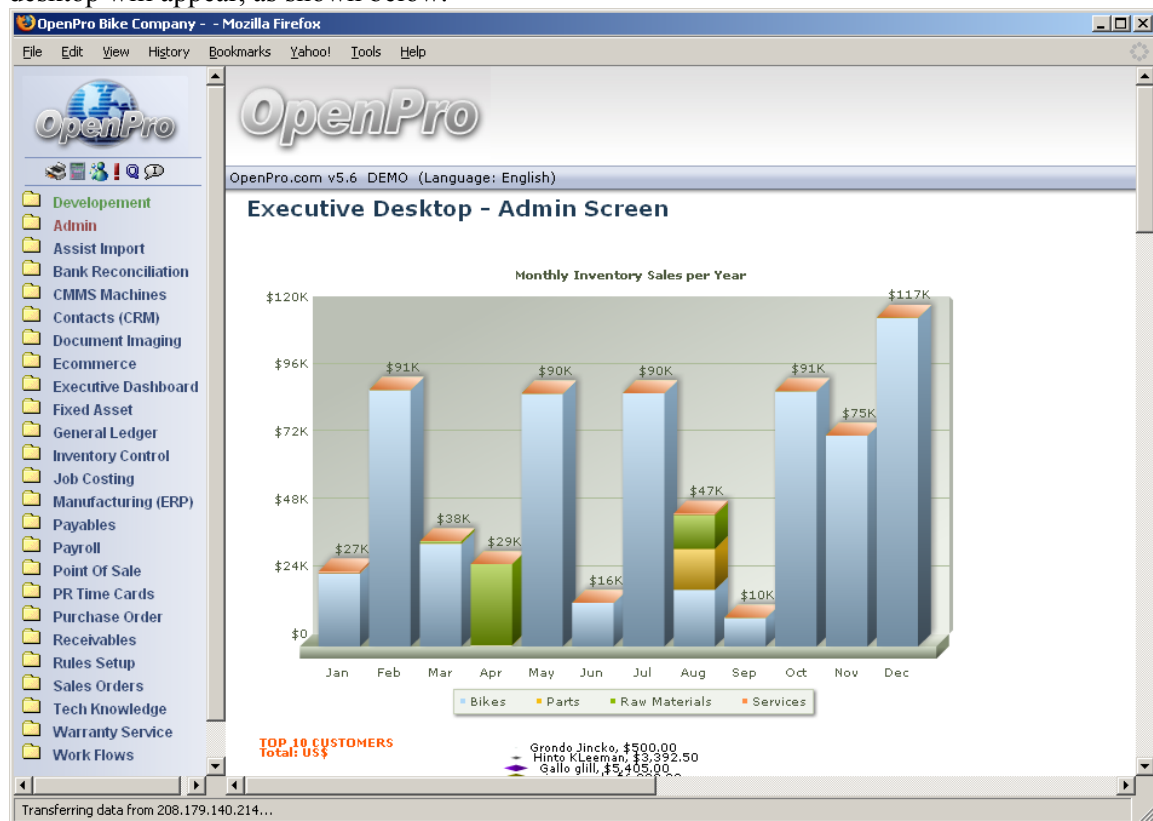 desktop will appear, as shown below.
OpenPro Bike Company - - Mozilla Firefox
File Edit View History Bookmarks Yahoo! Tools Help
OpenPro
OpenPro
OpenPro.com v5.6 DEMO (Language: English)
Developement
Admin
Assist Import
Bank Reconciliation
CMMS Machines
Contacts (CRM)
Document Imaging
Ecommerce
Executive Dashboard
Fixed Asset
General Ledger
Inventory Control
Job Costing
Manufacturing (ERP)
Payables
Payroll
Point Of Sale
PR Time Cards
Purchase Order
Receivables
Rules Setup
Sales Orders
Tech Knowledge
Warranty Service
Work Flows
Executive Desktop - Admin Screen
Monthly Inventory Sales per Year
$120K
$96K
$72K
$48K
$24K
$0
$27K
$91K
$38K
$29K
$90K
$16K
$90K
$47K
$10K
$91K
$75K
$117K
Jan Feb Mar Apr May Jun Jul Aug Sep Oct Nov Dec
Bikes Parts Raw Materials Services
TOP 10 CUSTOMERS
Total: US$
Grondo Jincko, $500.00
Hinto KLeeman, $3,392.50
Gallo glill, $5,405.00
Transferring data from 208.179.140.214...